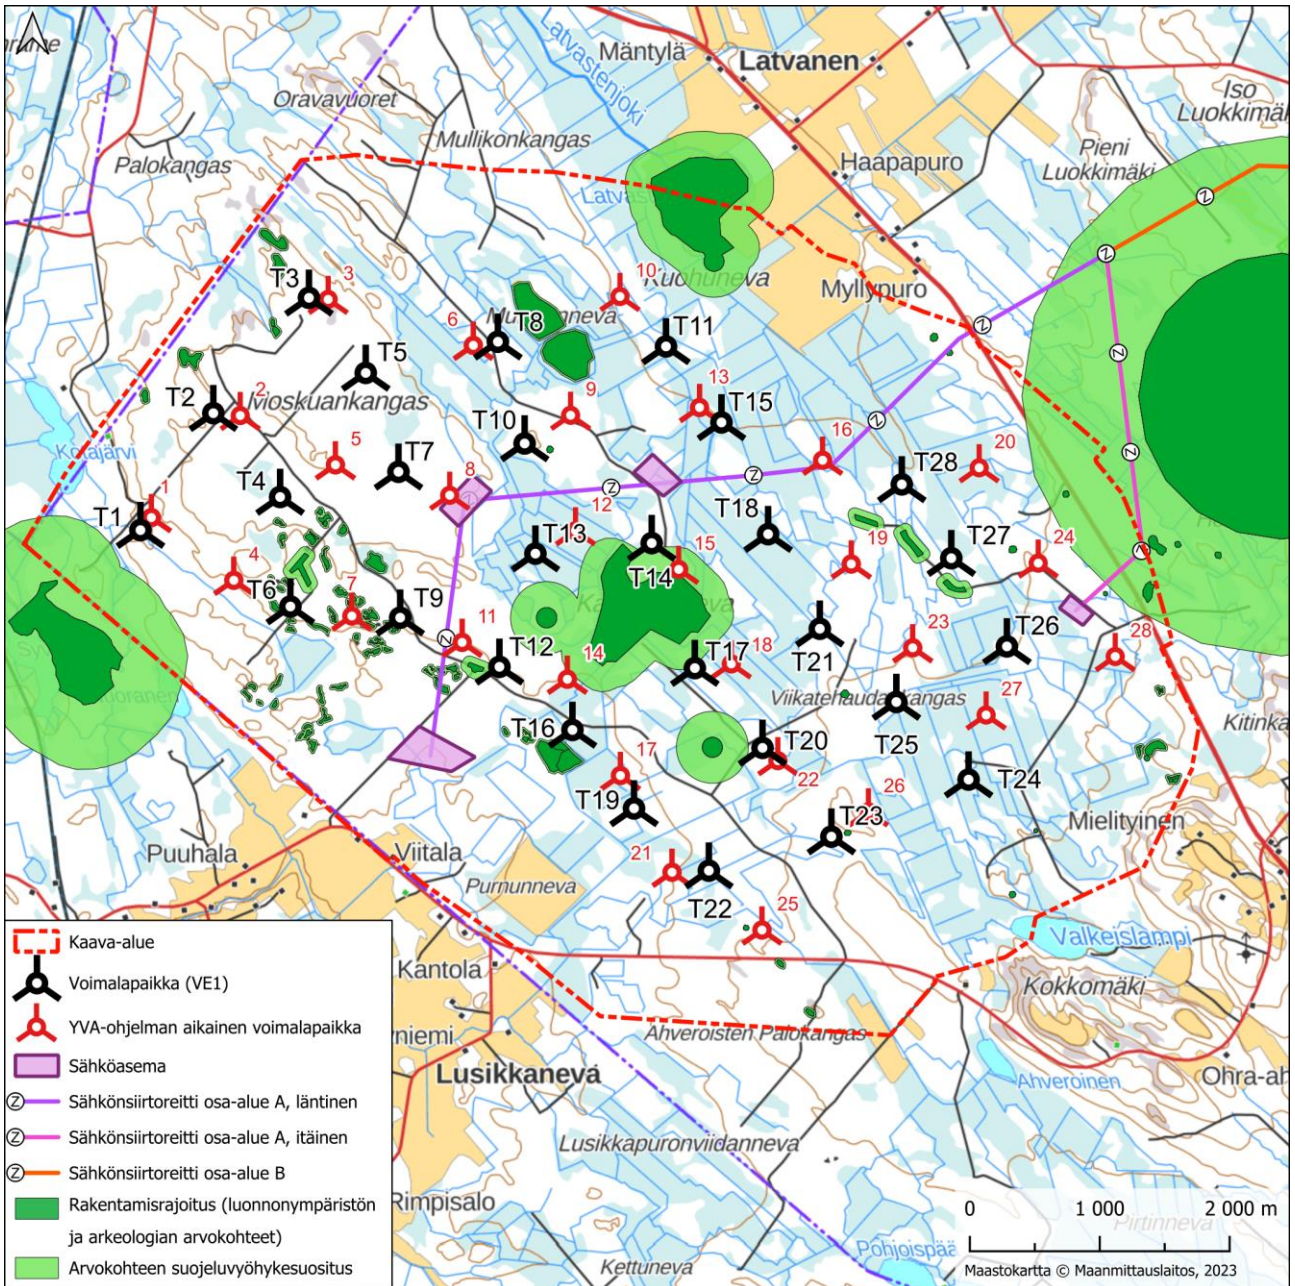 Mäntylä
Latvanen
Latvastenjoki
Iso
Luokkimäki
Oravavuoret
Mullikonkangas
Pieni
Luokkimäki
Palokangas
Haapapuro
Kuohuneva
Myllypuro
T3
3
10
6
T8
T11
T5
T2
2
Moskuankangas
9
13
T15
T10
16
20
Kotajärvi
5
T7
8
T28
T4
1
T1
12
T18
T13
15
T14
19
T27
24
4
T6
7
T9
11
T12
14
T17
18
T21
23
T26
28
Viikatehaudankangas
27
T16
T25
Kitinka
T20
22
17
T19
T24
26
T23
Mielityinen
Puuhala
Viitala
21
T22
Purnunneva
25
Valkeislampi
Kantola
Kokkomäki
Ahveroisten Palokangas
Lusikkaneva
Ahveroinen
Ohra-ah
Lusikkapuronviidanneva
Rimpisalo
Pirtinneva
Pohjoispää
Kettuneva
Kaava-alue
Voimalapaikka (VE1)
YVA-ohjelman aikainen voimalapaikka
Sähköasema
Sähkönsiirtoreitti osa-alue A, läntinen
Sähkönsiirtoreitti osa-alue A, itäinen
Sähkönsiirtoreitti osa-alue B
Rakentamisrajoitus (luonnonympäristön
ja arkeologian arvokohteet)
Arvokohteen suojeluvyöhykesuositus
0 1 000 2 000 m
Maastokartta © Maanmittauslaitos, 2023